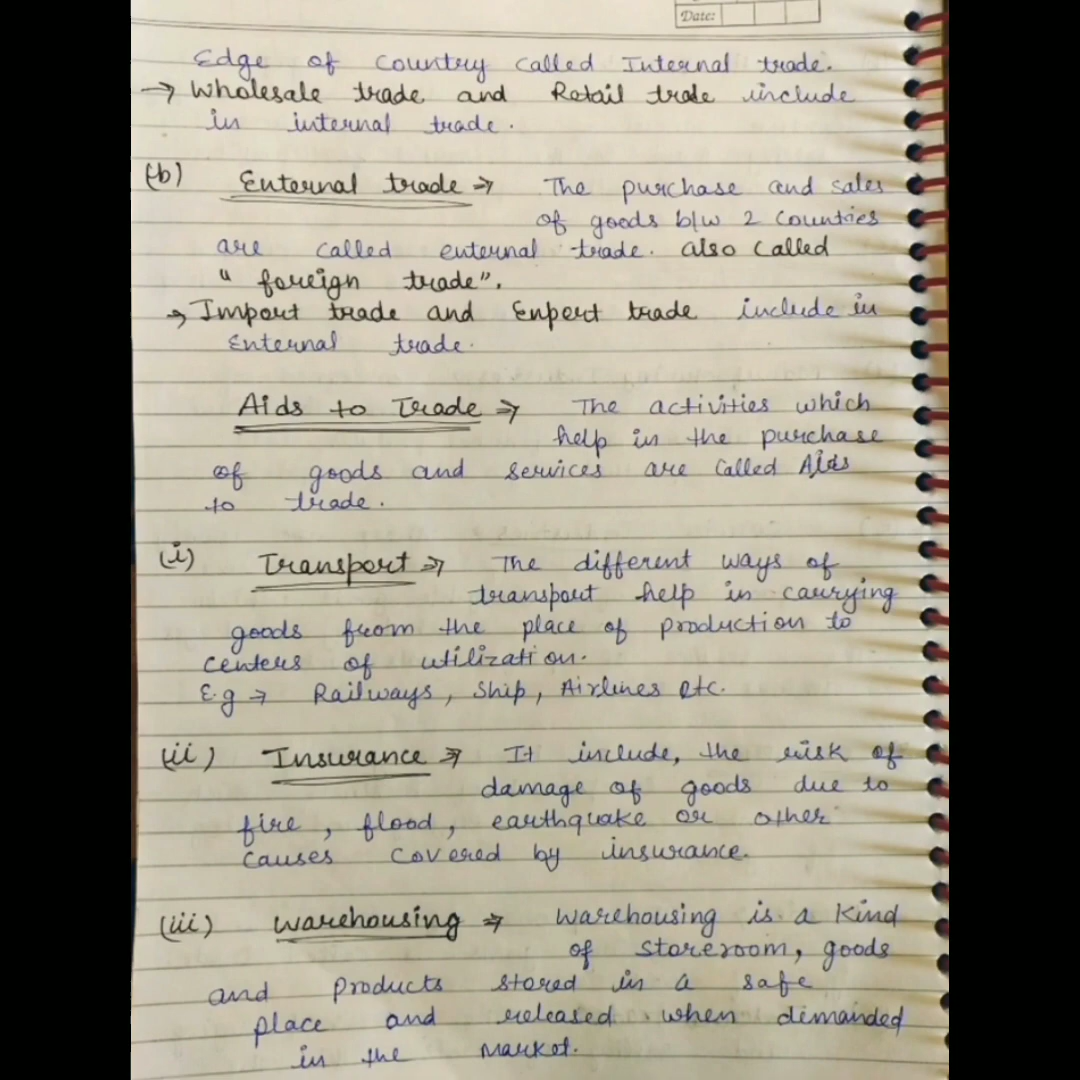 Date:
Edge of country called Internal trade.
→ Wholesale trade and Retail trade include
in internal trade.
(b) External trade ⇒ The purchase and sales
of goods b/w 2 Counties
are called external trade. also called
" foreign trade".
→ Import trade and Export trade include in
External trade.
Aids to Trade ⇒ The activities which
help in the purchase
of goods and services are called Aids
to trade.
(i) Transport ⇒ The different ways of
transport help in carrying
goods from the place of production to
centers of utilization.
E.g → Railways, Ship, Airlines etc.
(ii) Insurance ⇒ It include, the risk of
damage of goods due to
fire, flood, earthquake or other
causes covered by insurance.
(iii) Warehousing ⇒ Warehousing is a kind
of storeroom, goods
and products stored in a safe
place and released when demanded
in the market.